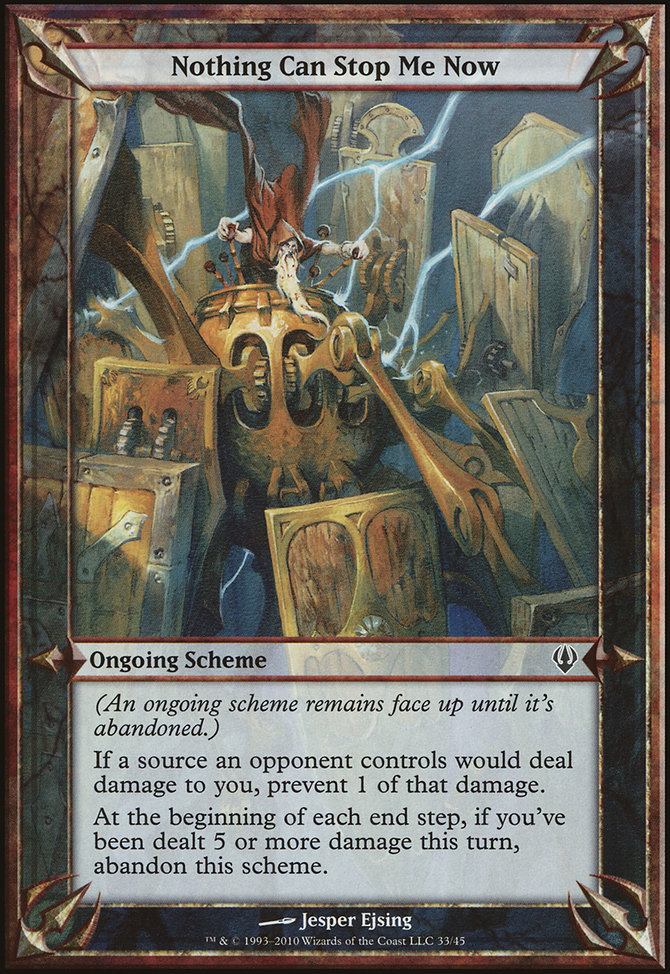 Nothing Can Stop Me Now
Ongoing Scheme
(An ongoing scheme remains face up until it's
abandoned.)
If a source an opponent controls would deal
damage to you, prevent 1 of that damage.
At the beginning of each end step, if you've
been dealt 5 or more damage this turn,
abandon this scheme.
Jesper Ejsing
™ & © 1993–2010 Wizards of the Coast LLC 33/45